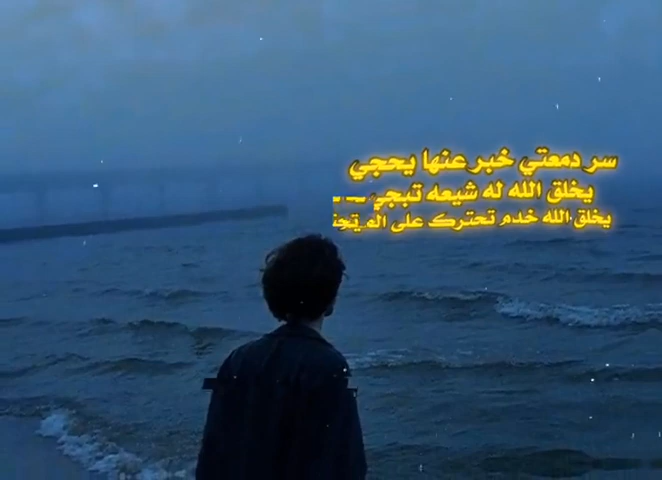 سر دمعتي خبر عنها يحجي
يخلق الله له شيعه تبجي
يخلق الله خدم تحترك على